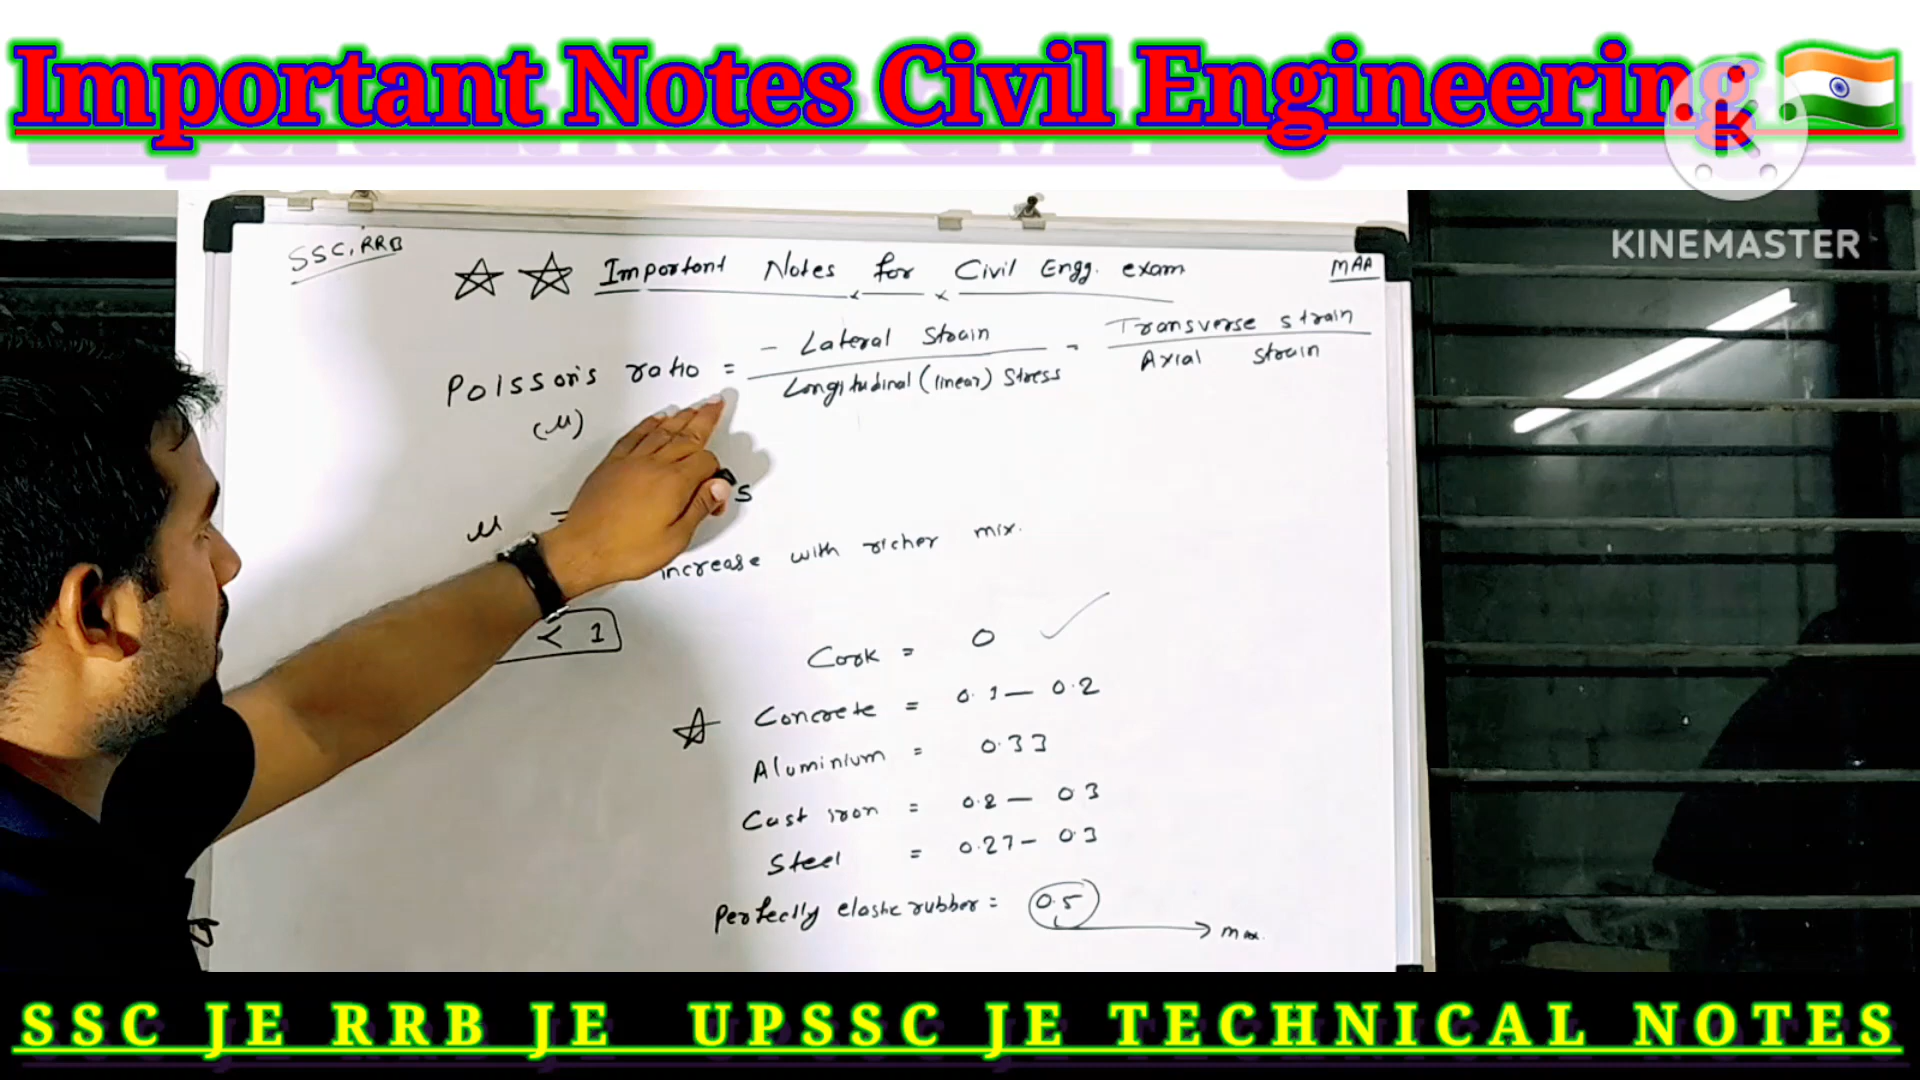 Important Notes Civil Engineering
K
KINEMASTER
SSC, RRB
Important Notes for Civil Engg. exam
MAA
Poisson's ratio = - Lateral Strain / Longitudinal (linear) Stress - Transverse strain / Axial Strain
(μ)
μ =
s
increase with richer mix.
< 1
Cork = 0 ✓
Concrete = 0.1 — 0.2
Aluminium = 0.33
Cast iron = 0.2 — 0.3
Steel = 0.27 - 0.3
Perfectly elastic rubber = 0.5 → max.
SSC JE RRB JE UPSSC JE TECHNICAL NOTES